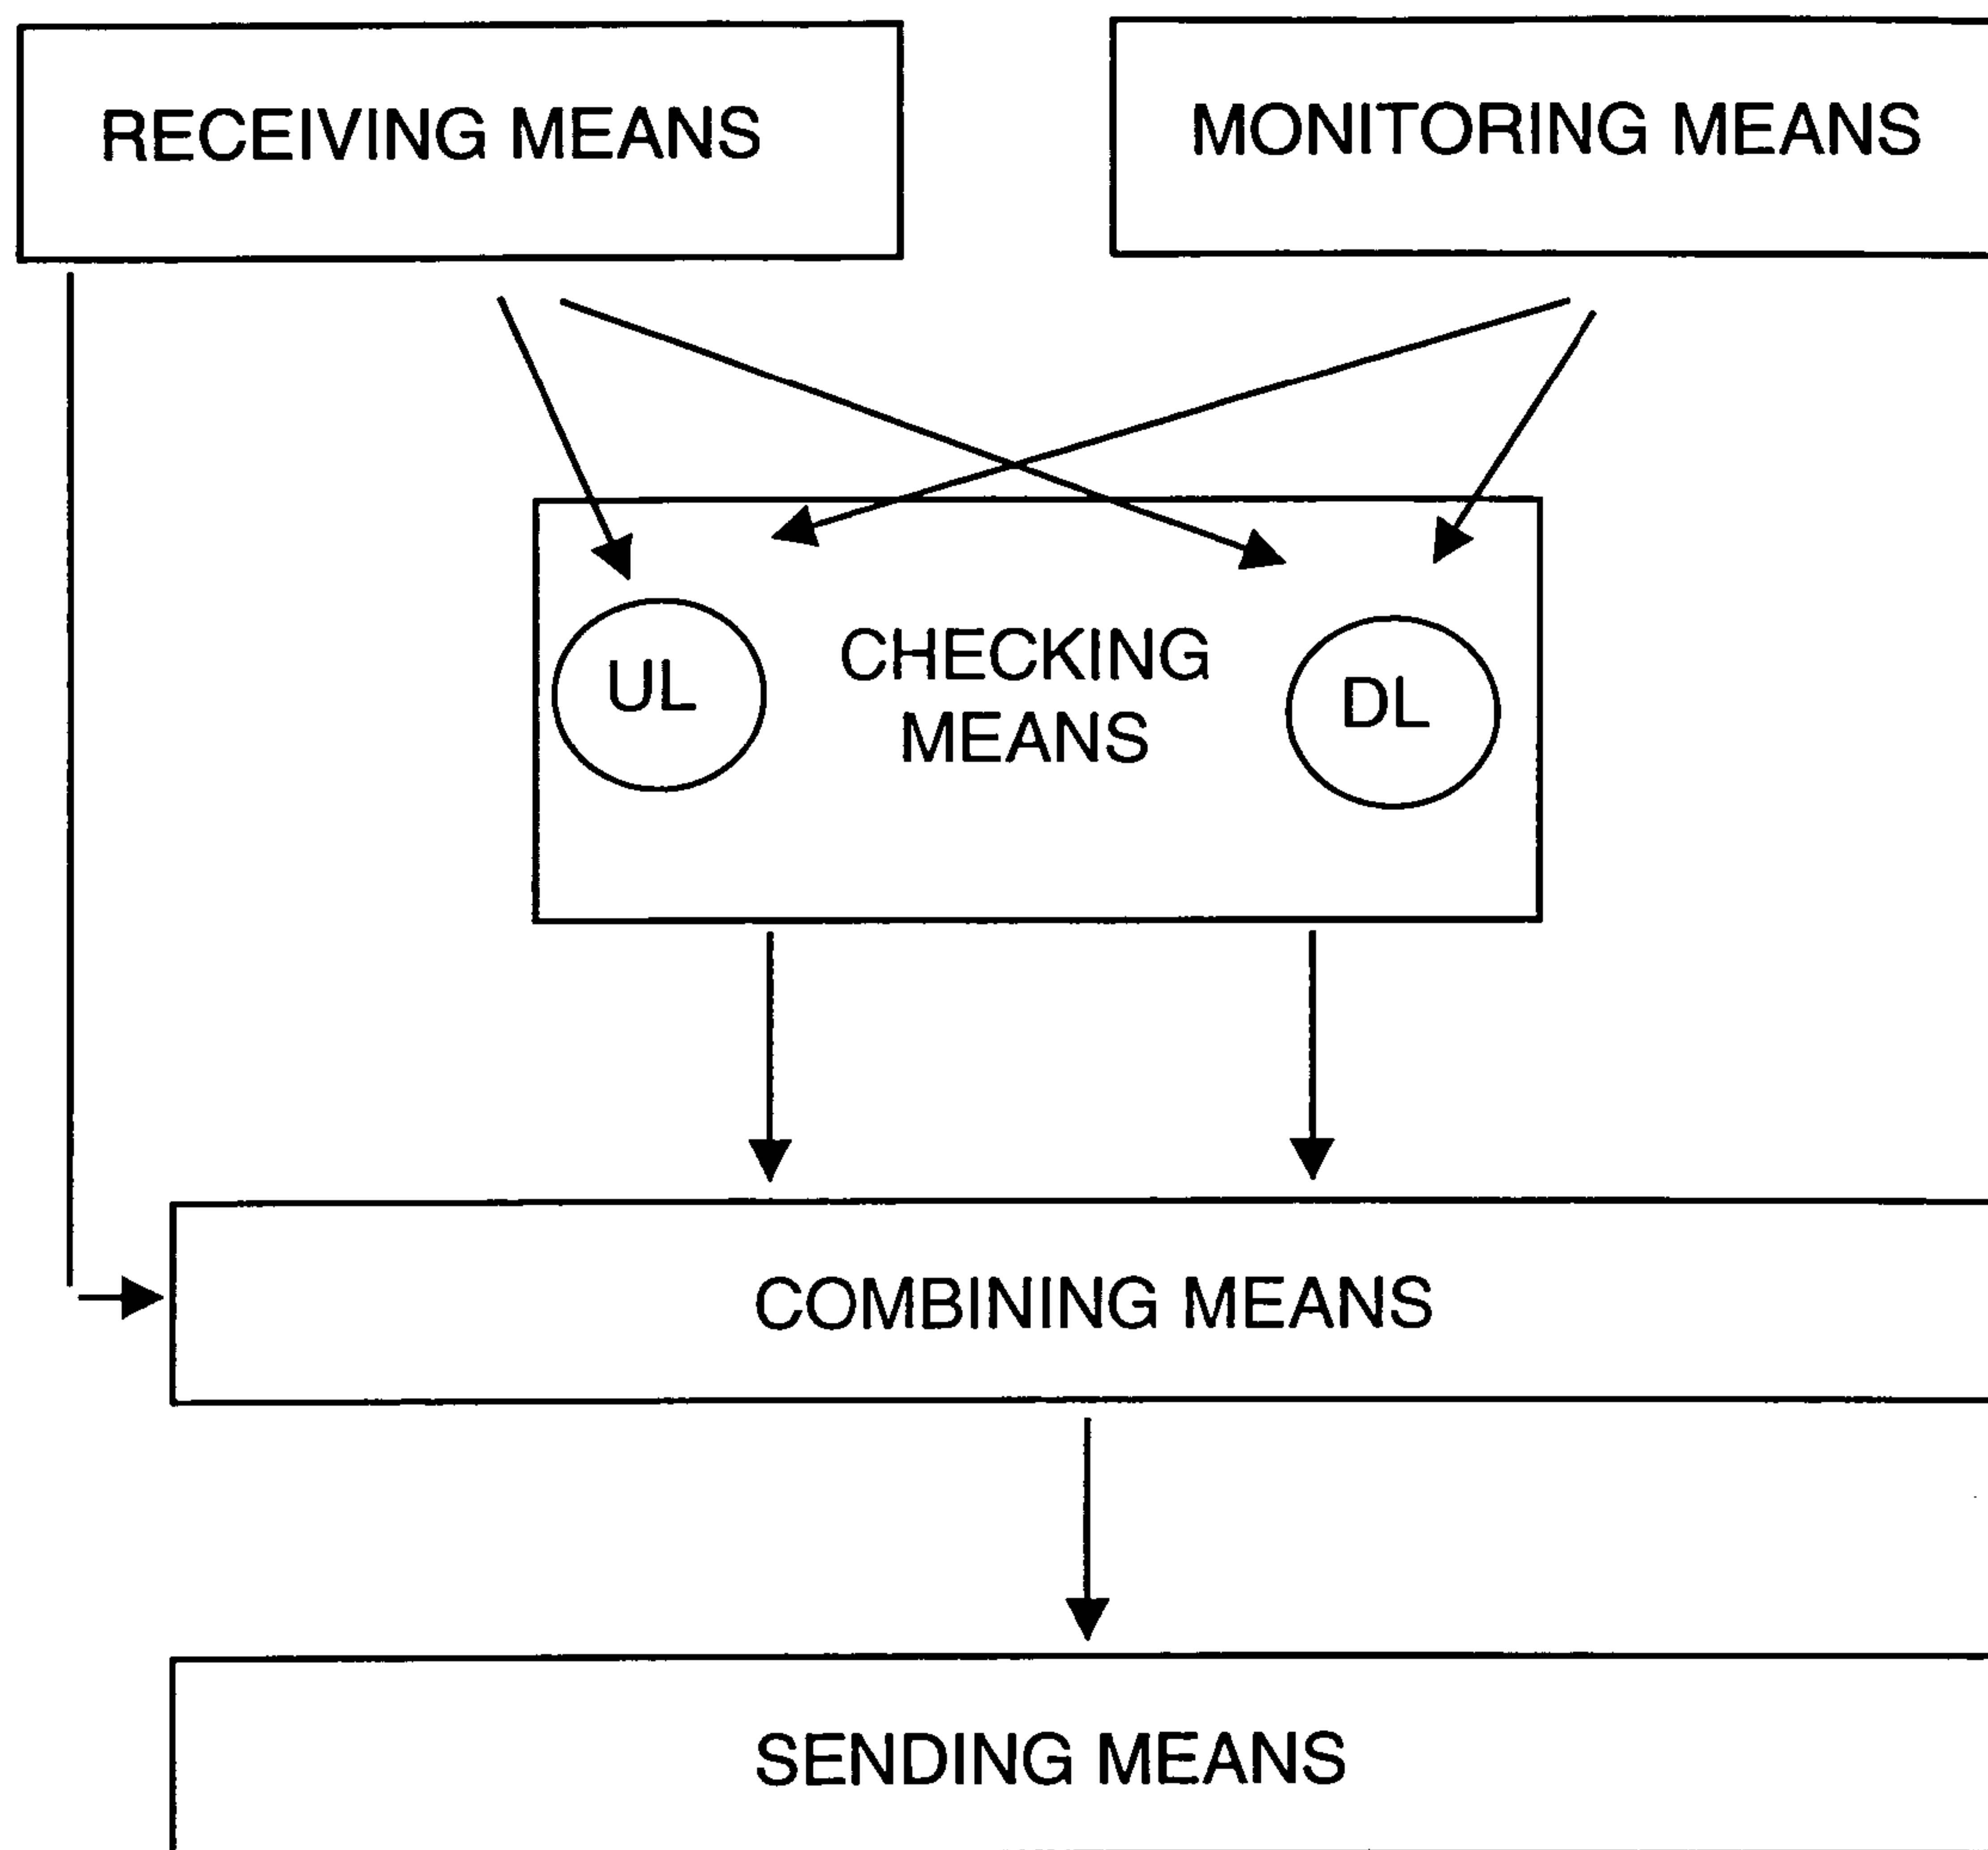 RECEIVING MEANS
MONITORING MEANS
UL
CHECKING
MEANS
DL
COMBINING MEANS
SENDING MEANS